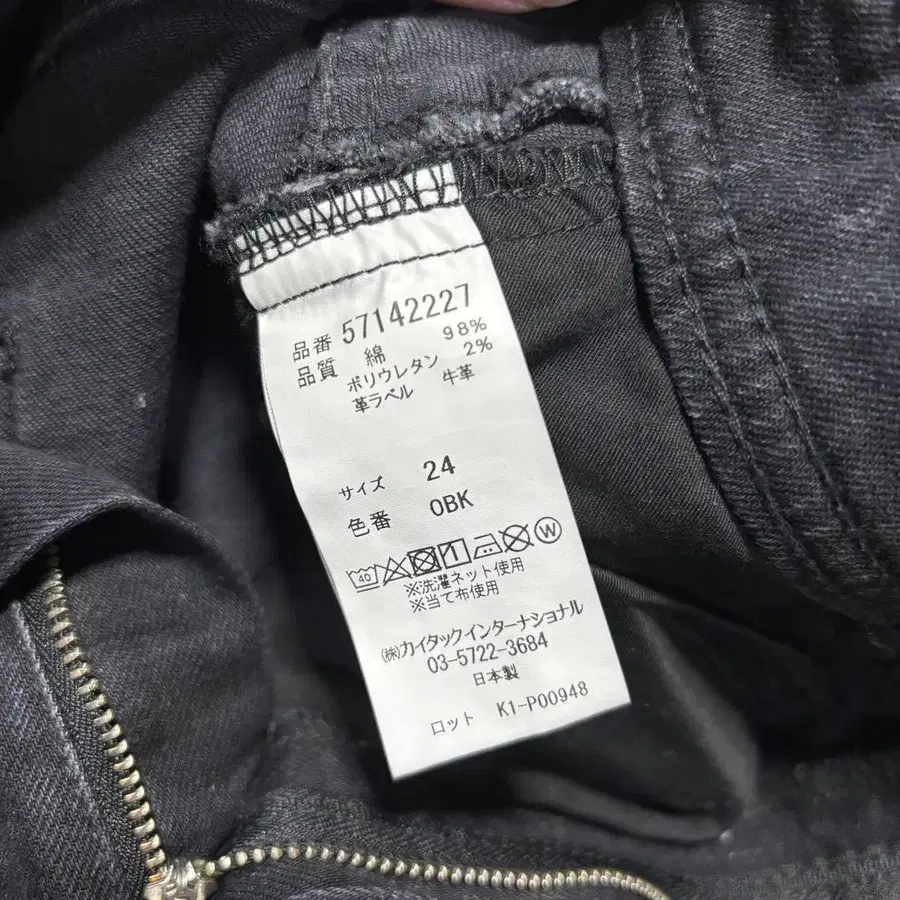 品番 57142227
品質 綿 98%
ポリウレタン 2%
革ラベル 牛革
サイズ 24
色番 0BK
40 W
※洗濯ネット使用
※当て布使用
㈱カイタックインターナショナル
03-5722-3684
日本製
ロット K1-P00948